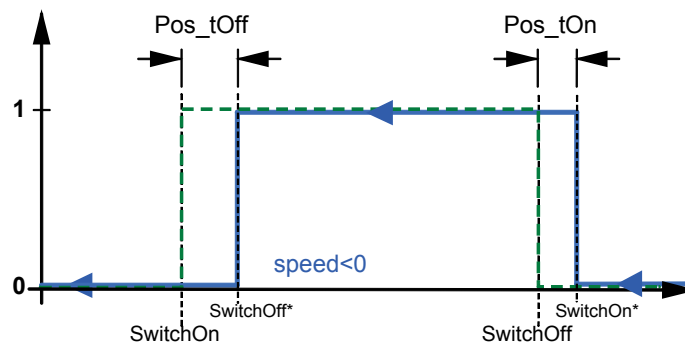 Pos_tOff
Pos_tOn
1
speed<0
0
SwitchOff*
SwitchOn*
SwitchOn
SwitchOff